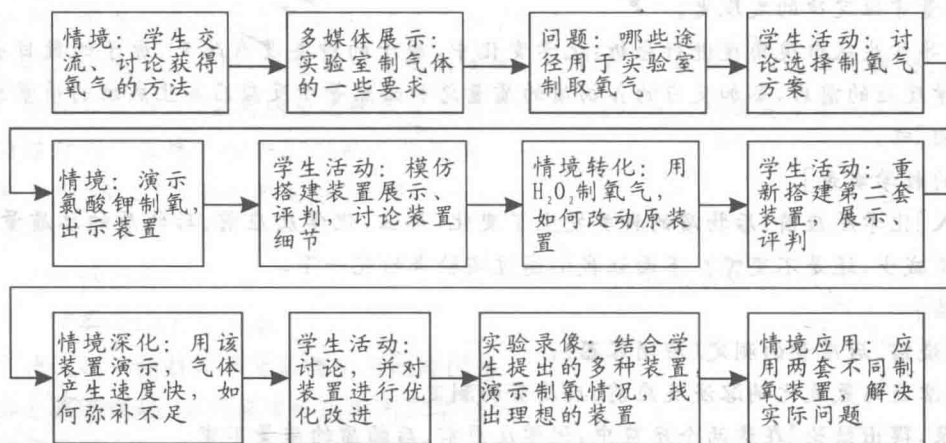 情境：学生交
流、讨论获得
氧气的方法
多媒体展示：
实验室制气体
的一些要求
问题：哪些途
径用于实验室
制取氧气
学生活动：讨
论选择制氧气
方案
情境：演示
氯酸钾制氧，
出示装置
学生活动：模仿
搭建装置展示、
评判，讨论装置
细节
情境转化：用
H₂O₂制氧气，
如何改动原装
置
学生活动：重
新搭建第二套
装置、展示、
评判
情境深化：用该
装置演示，气体
产生速度快，如
何弥补不足
学生活动：
讨论，并对
装置进行优
化改进
实验录像：结合学
生提出的多种装置，
演示制氧情况，找
出理想的装置
情境应用：应
用两套不同制
氧装置，解决
实际问题